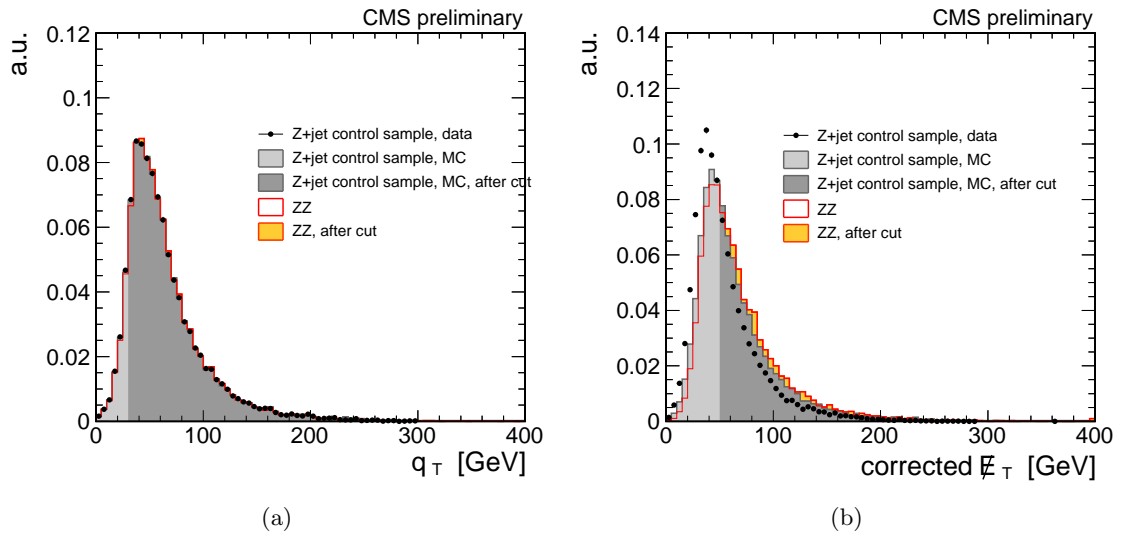 CMS preliminary
a.u.
0.12
0.1
0.08
0.06
0.04
0.02
0
0 100 200 300 400
q T [GeV]
Z+jet control sample, data
Z+jet control sample, MC
Z+jet control sample, MC, after cut
ZZ
ZZ, after cut
(a)
CMS preliminary
a.u.
0.14
0.12
0.1
0.08
0.06
0.04
0.02
0
0 100 200 300 400
corrected E̸ T [GeV]
Z+jet control sample, data
Z+jet control sample, MC
Z+jet control sample, MC, after cut
ZZ
ZZ, after cut
(b)